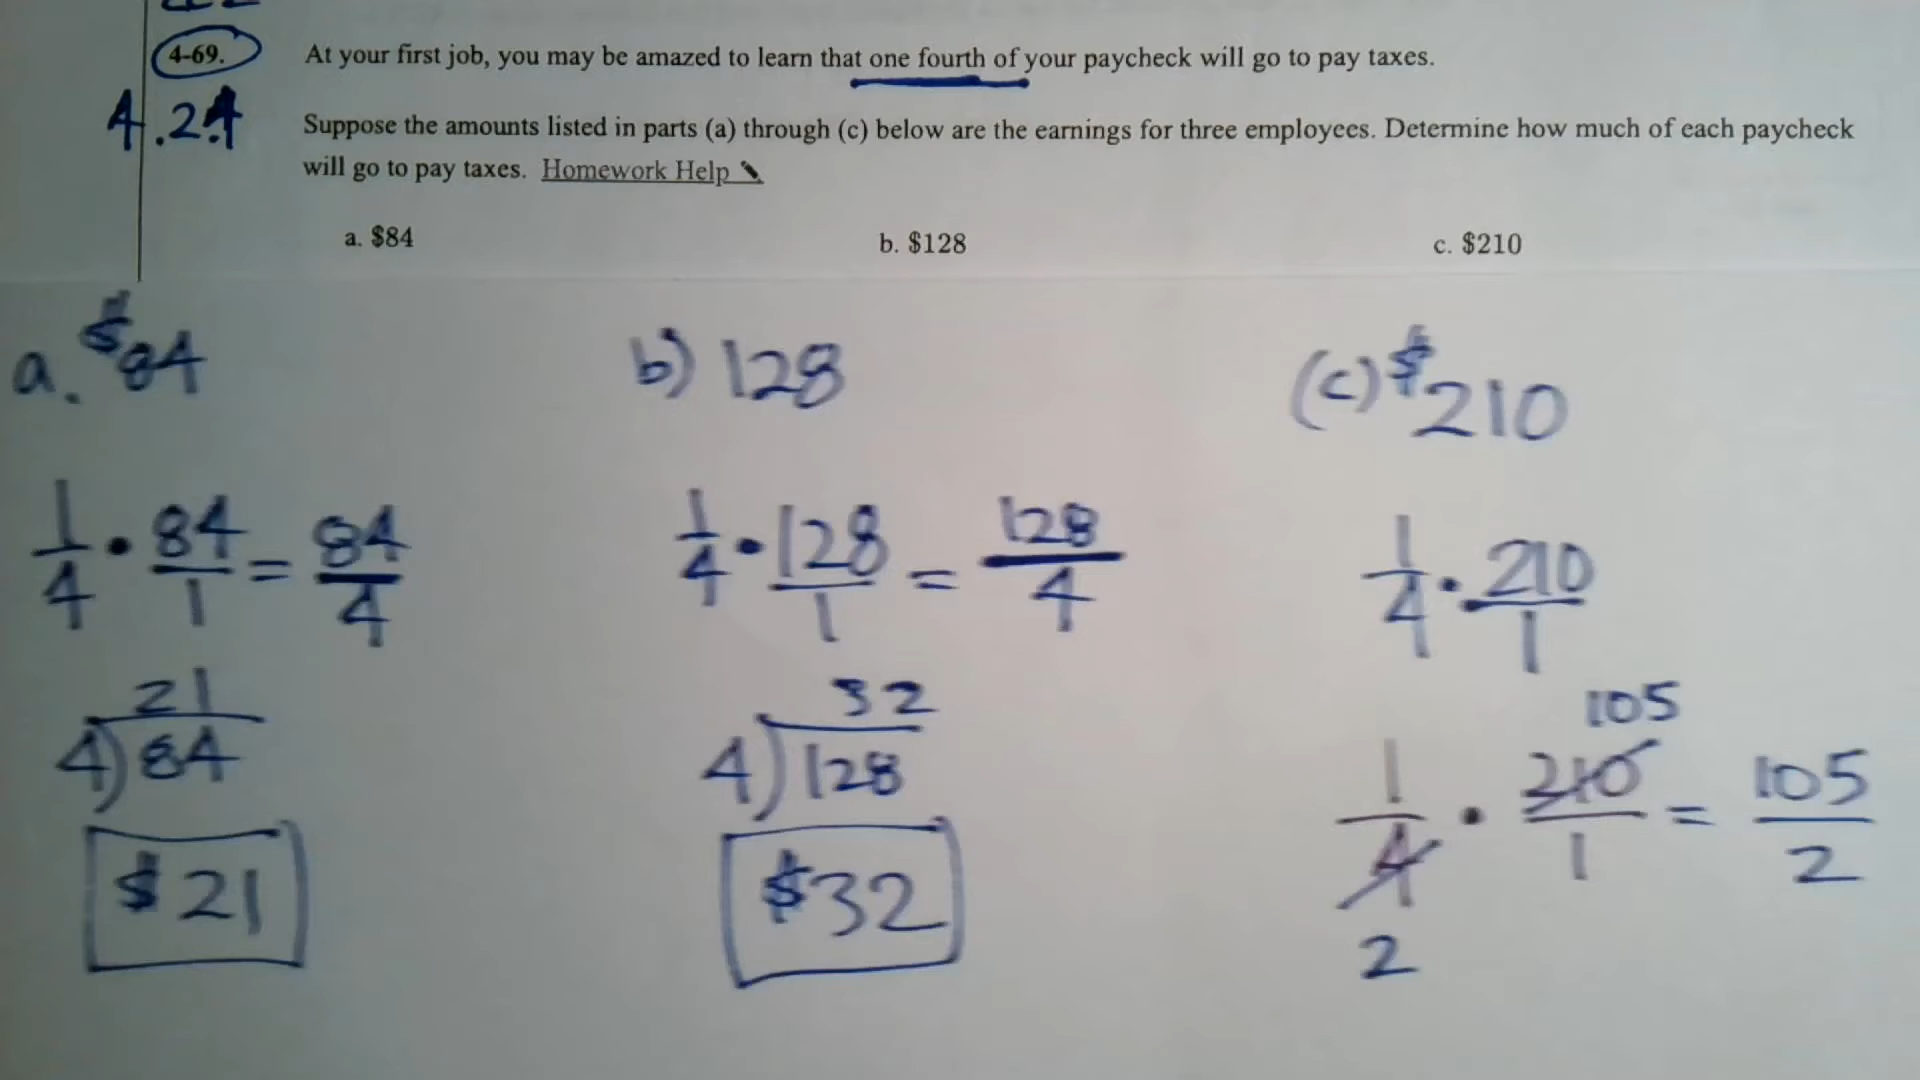 4-69. At your first job, you may be amazed to learn that one fourth of your paycheck will go to pay taxes.
4.2.4
Suppose the amounts listed in parts (a) through (c) below are the earnings for three employees. Determine how much of each paycheck
will go to pay taxes. Homework Help
a. $84
b. $128
c. $210
a. $84
1/4 • 84/1 = 84/4
21
4)84
$21
b) 128
1/4 • 128/1 = 128/4
32
4)128
$32
(c) $210
1/4 • 210/1
105
1/4 • 210/1 = 105/2
2